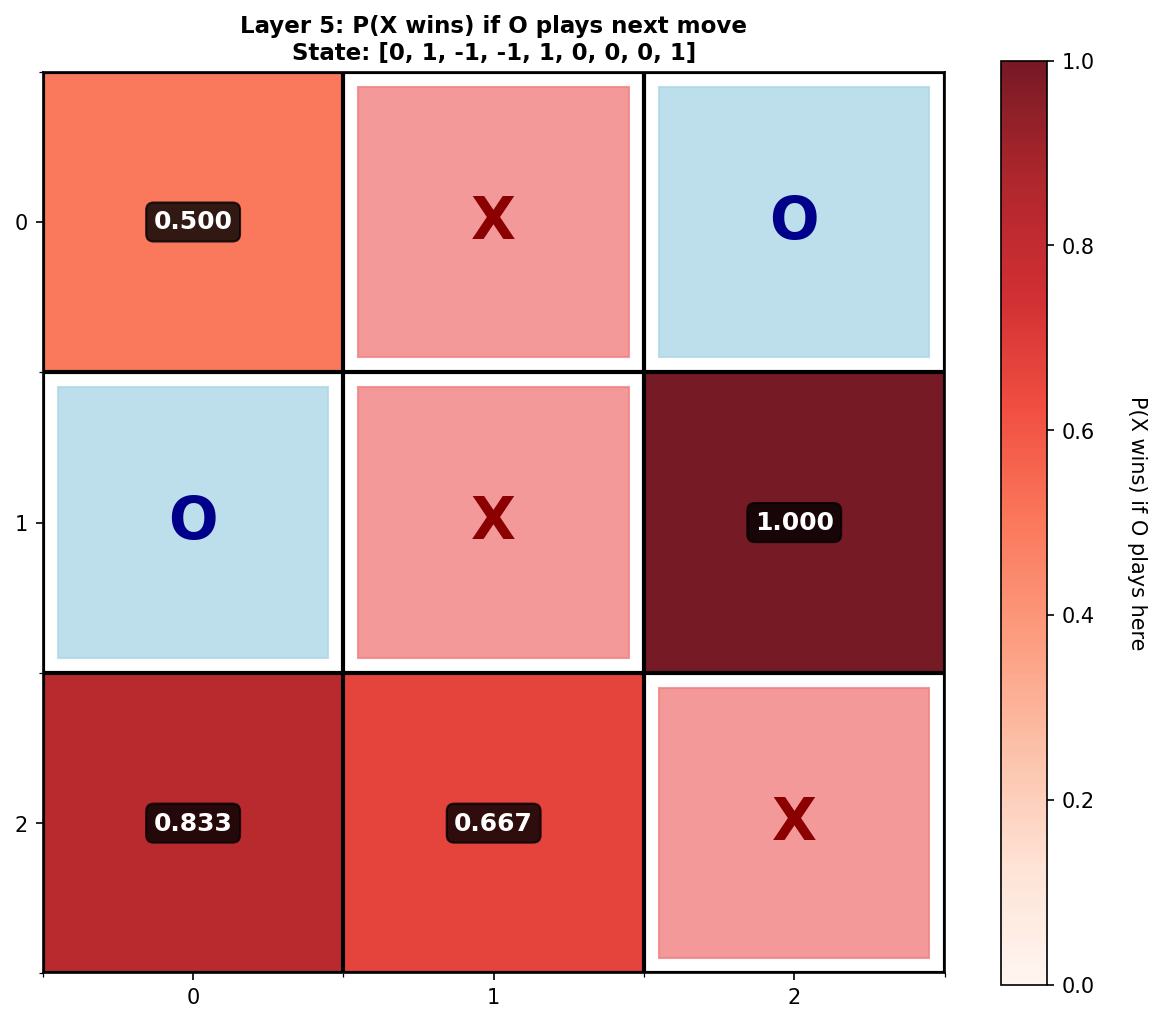 Layer 5: P(X wins) if O plays next move
State: [0, 1, -1, -1, 1, 0, 0, 0, 1]
0.500
X
O
O
X
1.000
0.833
0.667
X
0
1
2
0
1
2
1.0
0.8
0.6
0.4
0.2
0.0
P(X wins) if O plays here